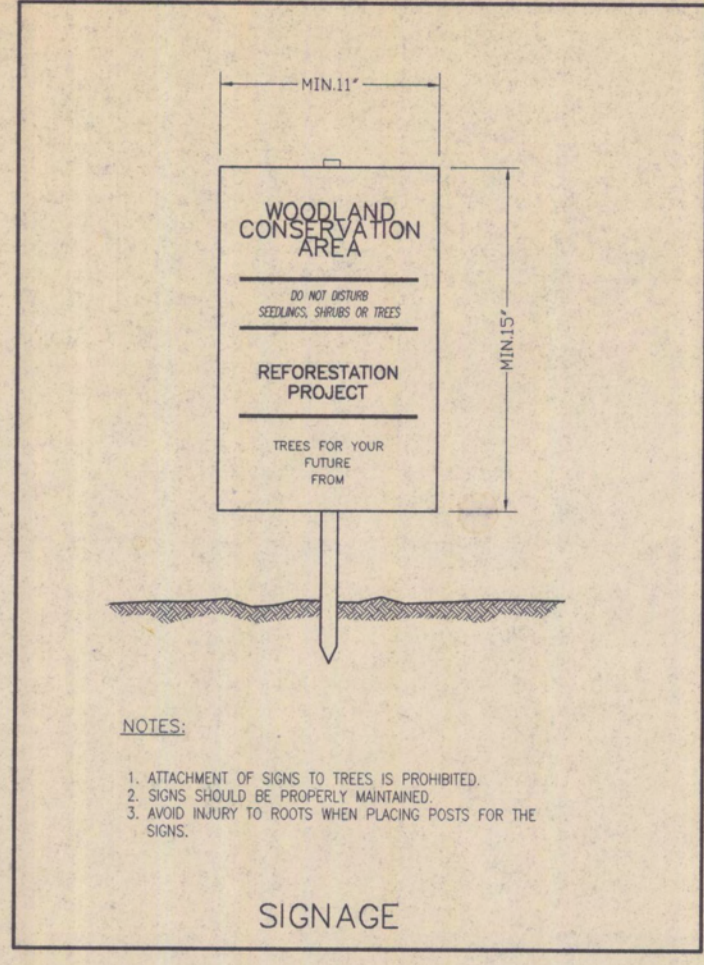 MIN.11"
WOODLAND
CONSERVATION
AREA
DO NOT DISTURB
SEEDLINGS, SHRUBS OR TREES
REFORESTATION
PROJECT
TREES FOR YOUR
FUTURE
FROM
MIN.15"
NOTES:
1. ATTACHMENT OF SIGNS TO TREES IS PROHIBITED.
2. SIGNS SHOULD BE PROPERLY MAINTAINED.
3. AVOID INJURY TO ROOTS WHEN PLACING POSTS FOR THE
SIGNS.
SIGNAGE